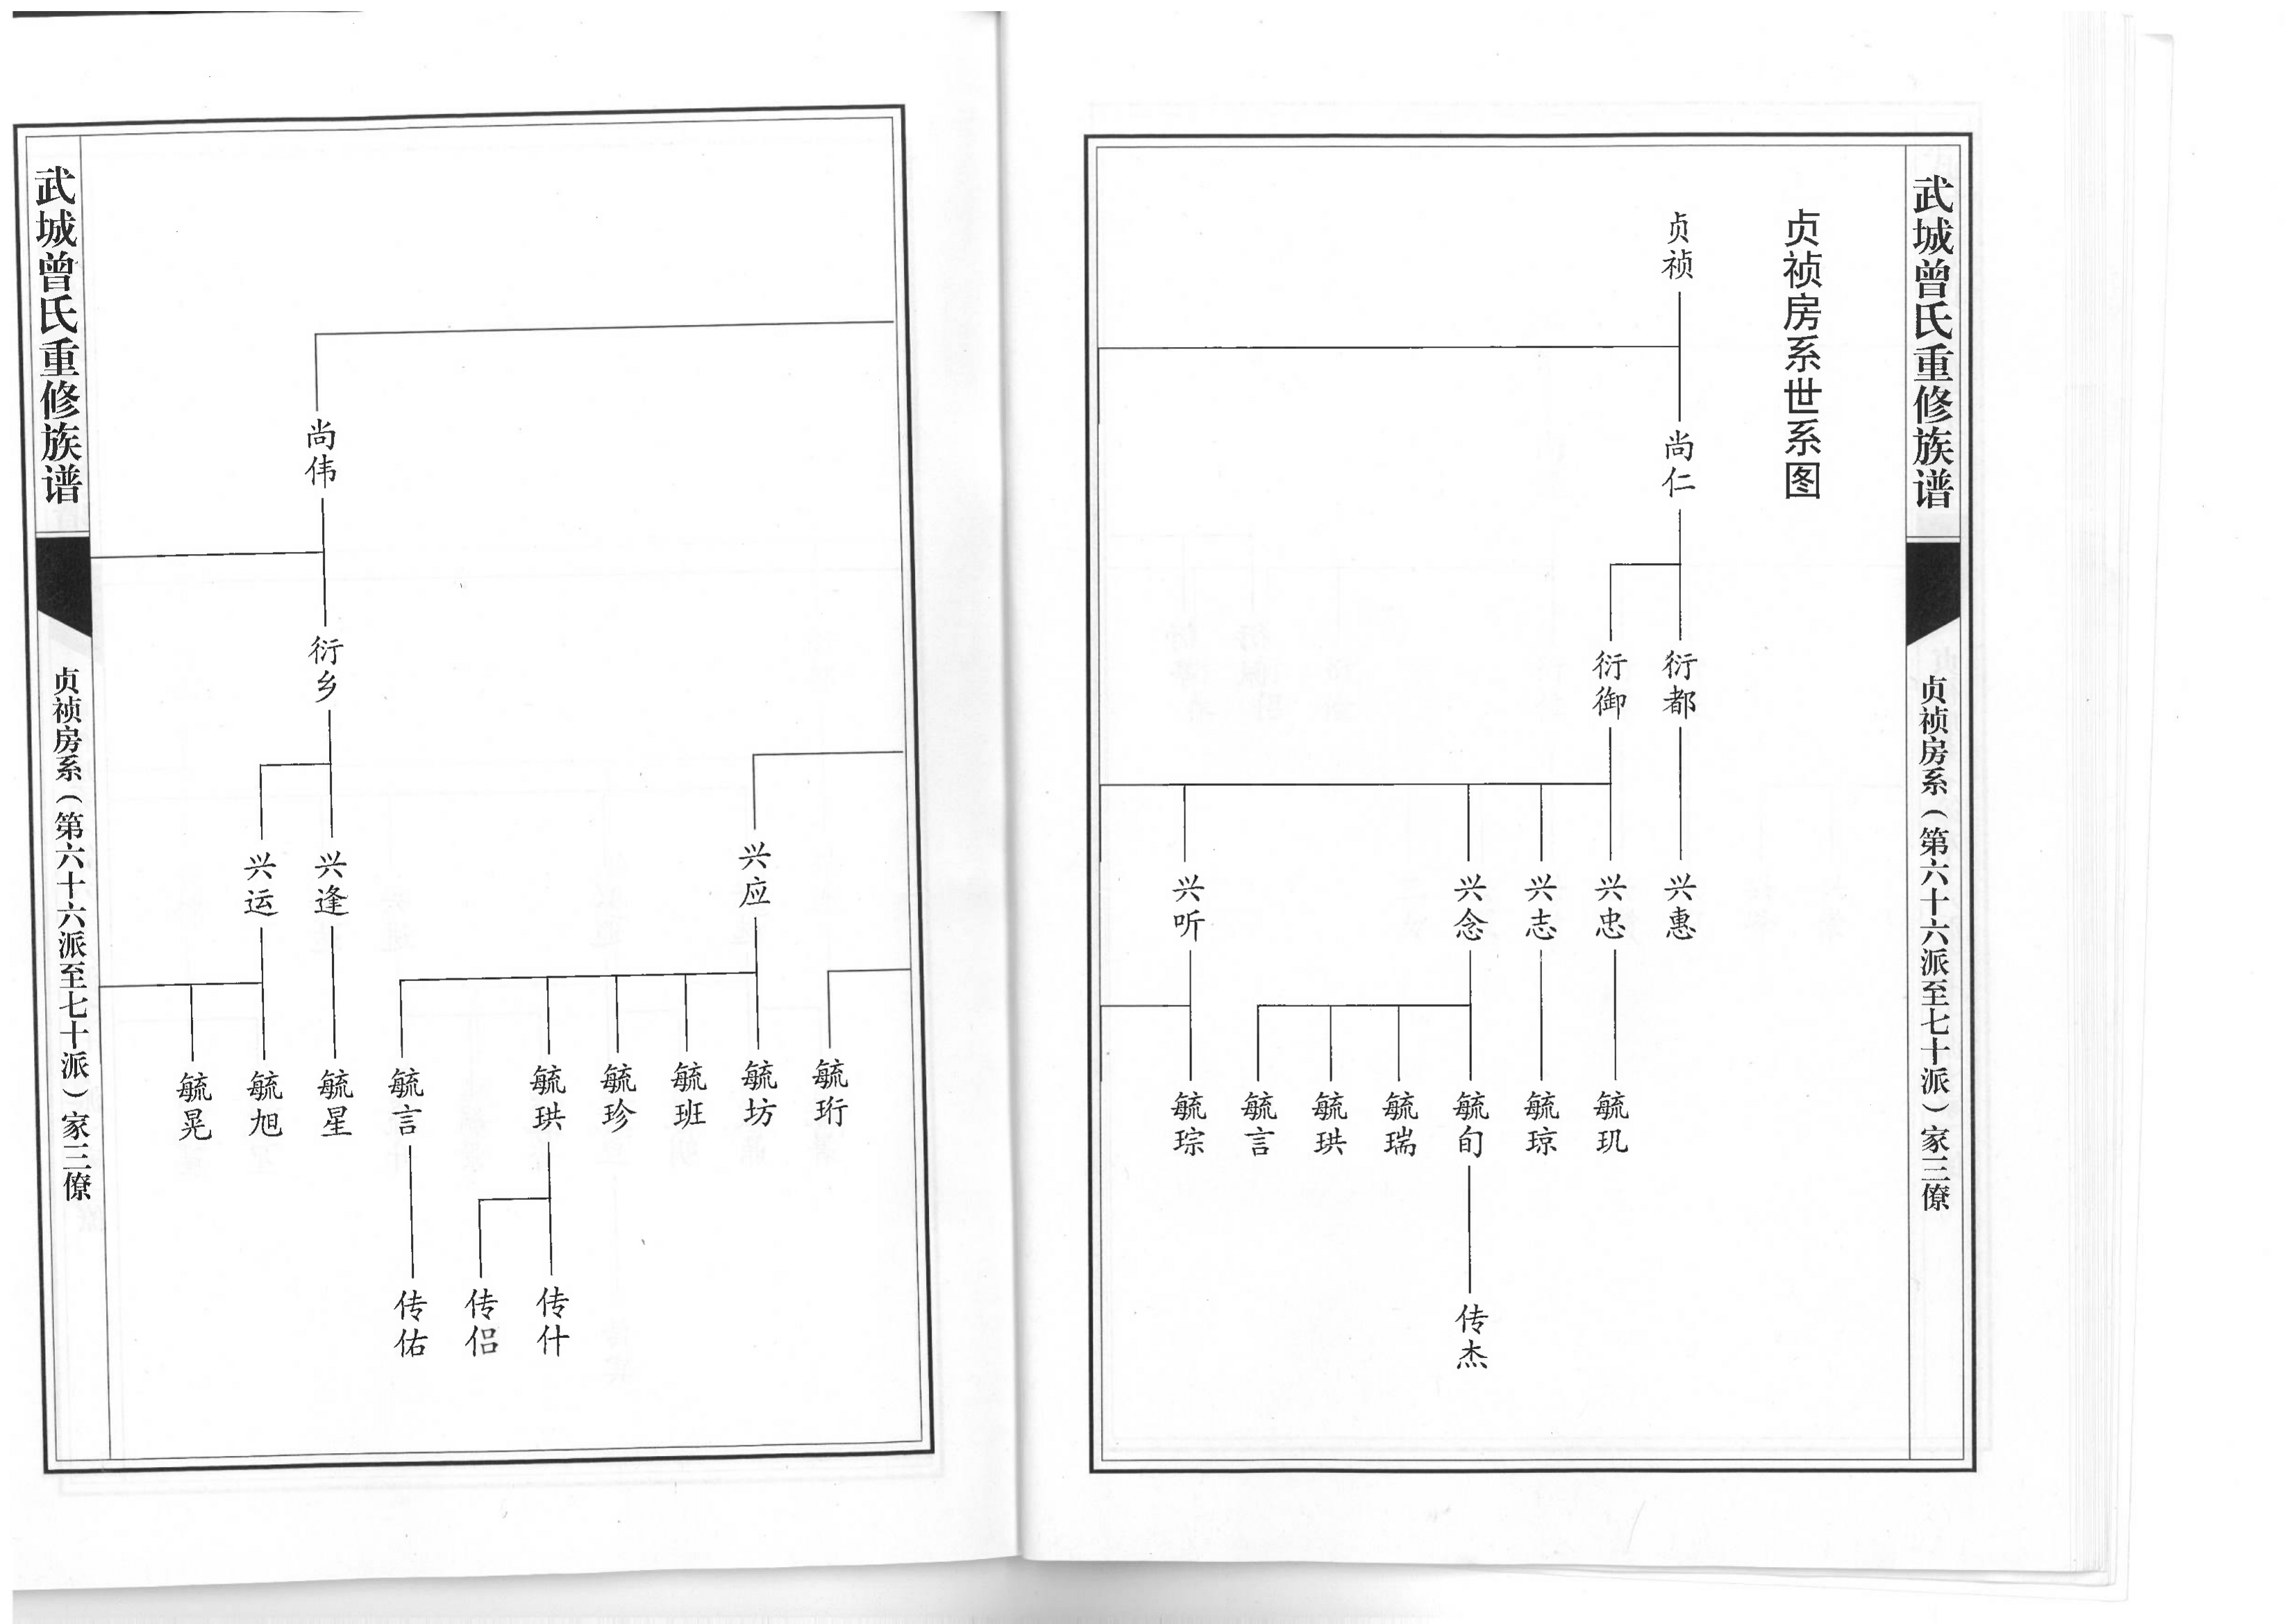 武城曾氏重修族谱
贞祯房系（第六十六派至七十派）家三僚
贞祯房系世系图
贞祯
尚仁
衍都
衍御
兴惠
兴忠
兴志
兴念
兴听
毓玑
毓琼
毓旬
毓瑞
毓珙
毓言
毓琮
传杰
尚伟
衍乡
兴应
兴逢
兴运
毓珩
毓坊
毓班
毓珍
毓珙
毓言
毓星
毓旭
毓晃
传什
传侣
传佑
武城曾氏重修族谱
贞祯房系（第六十六派至七十派）家三僚